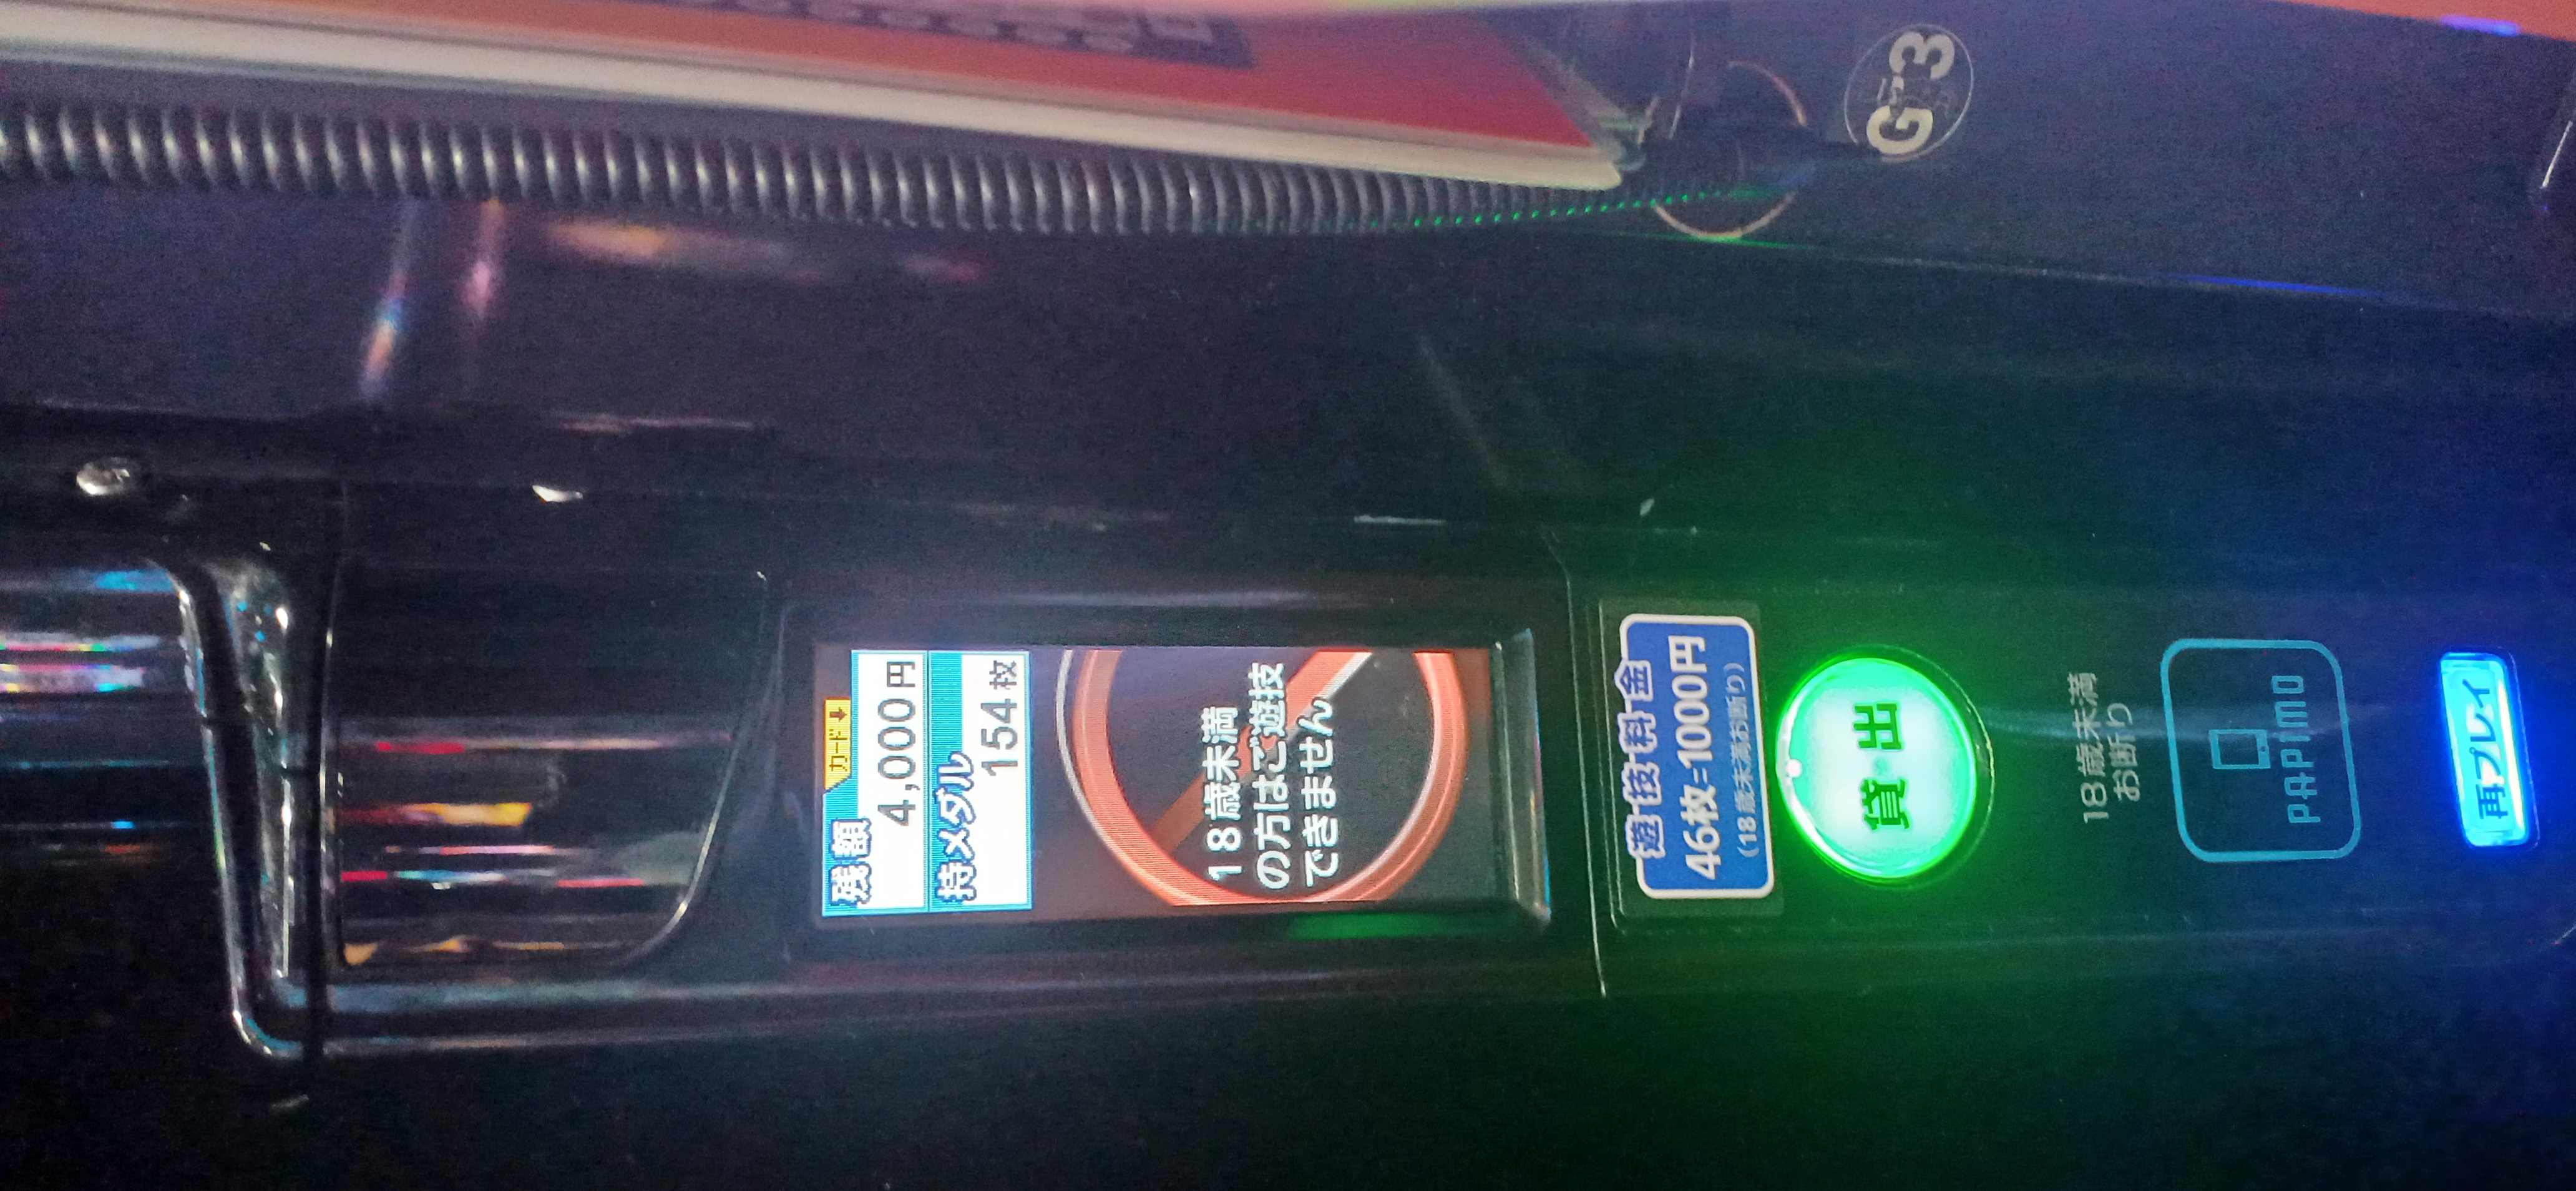 G3
カード
残額
4,000円
持メダル
154枚
18歳未満
の方はご遊技
できません
遊技料金
46枚=1000円
(18歳未満お断り)
貸出
18歳未満
お断り
PAPIMO
再プレイ